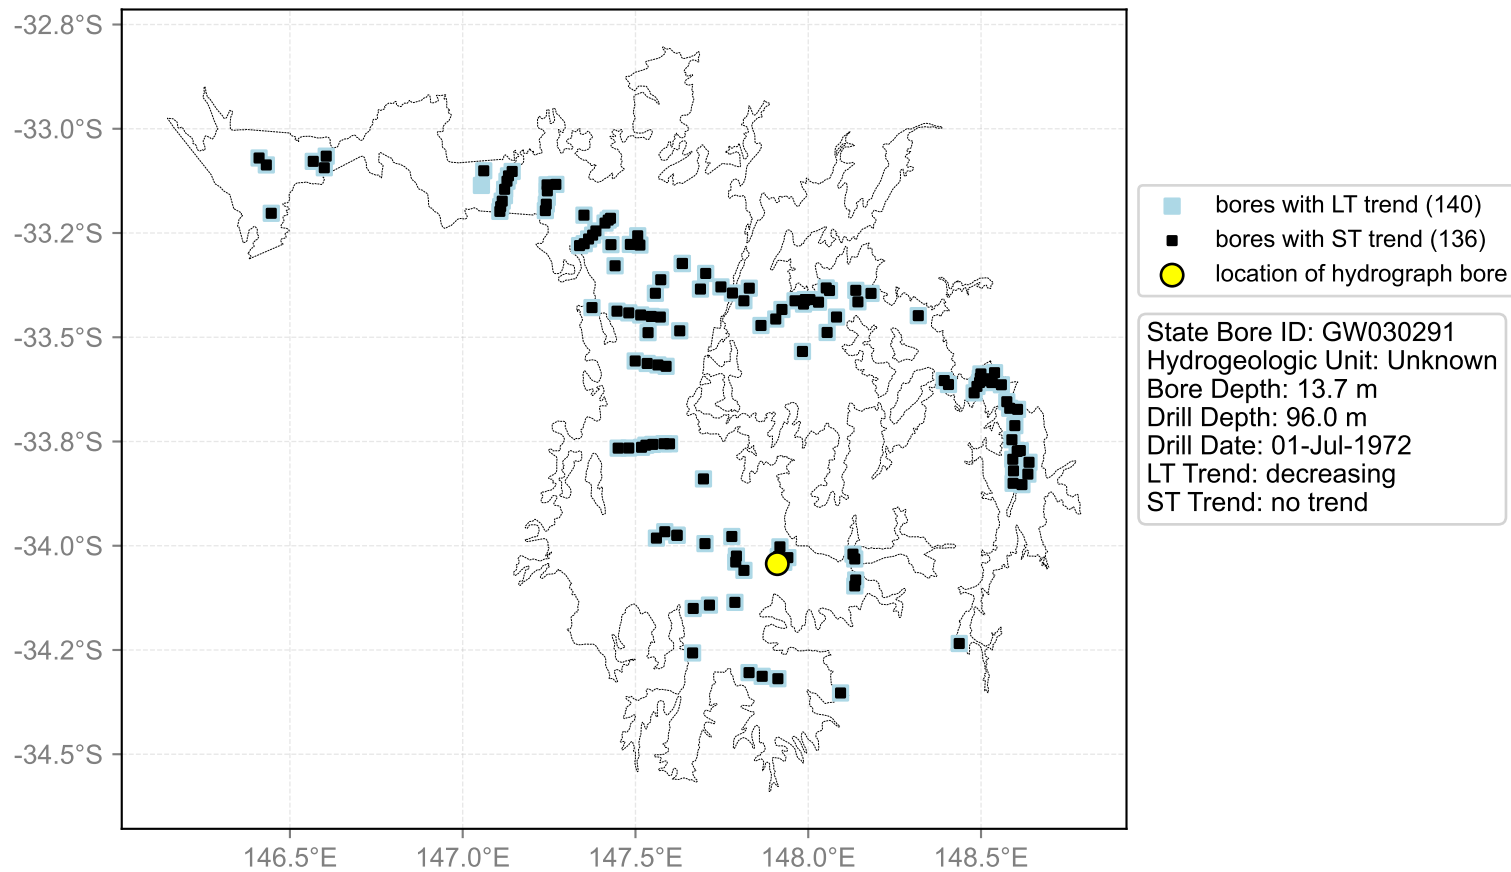 -32.8°S
-33.0°S
-33.2°S
-33.5°S
-33.8°S
-34.0°S
-34.2°S
-34.5°S
146.5°E
147.0°E
147.5°E
148.0°E
148.5°E
bores with LT trend (140)
bores with ST trend (136)
location of hydrograph bore
State Bore ID: GW030291
Hydrogeologic Unit: Unknown
Bore Depth: 13.7 m
Drill Depth: 96.0 m
Drill Date: 01-Jul-1972
LT Trend: decreasing
ST Trend: no trend